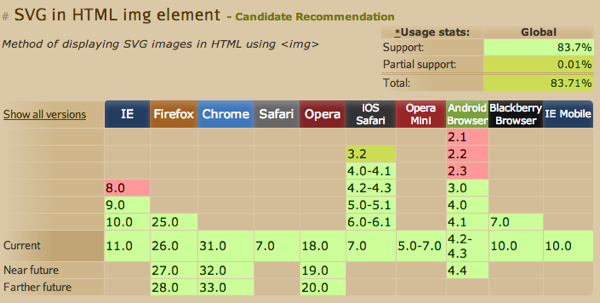 # SVG in HTML img element - Candidate Recommendation
Method of displaying SVG images in HTML using <img>
*Usage stats: Global
Support: 83.7%
Partial support: 0.01%
Total: 83.71%
Show all versions IE Firefox Chrome Safari Opera iOS Safari Opera Mini Android Browser Blackberry Browser IE Mobile
2.1
3.2 2.2
4.0-4.1 2.3
8.0 4.2-4.3 3.0
9.0 5.0-5.1 4.0
10.0 25.0 6.0-6.1 4.1 7.0
Current 11.0 26.0 31.0 7.0 18.0 7.0 5.0-7.0 4.2-4.3 10.0 10.0
Near future 27.0 32.0 19.0 4.4
Farther future 28.0 33.0 20.0